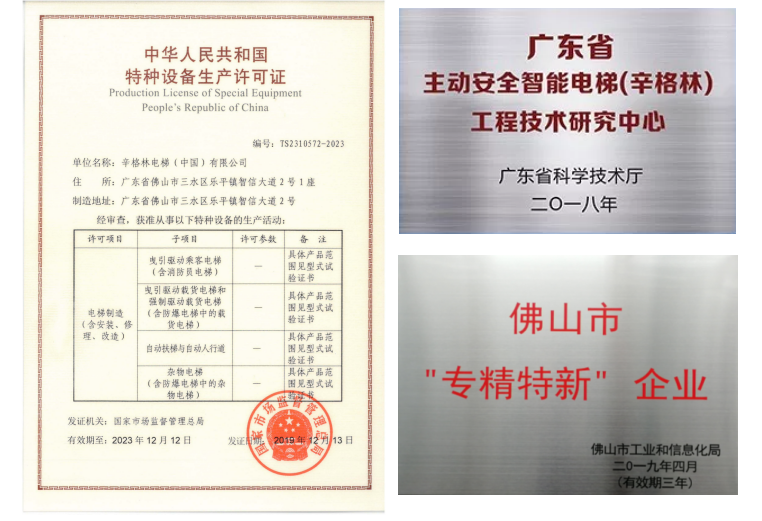 中华人民共和国
特种设备生产许可证
Production License of Special Equipment
People's Republic of China
编号：TS2310572-2023
单位名称：辛格林电梯（中国）有限公司
住　　所：广东省佛山市三水区乐平镇智信大道2号1座
制造地址：广东省佛山市三水区乐平镇智信大道2号
经审查，获准从事以下特种设备的生产活动：
许可项目　子项目　许可参数　备　注
电梯制造
（含安装、修
理、改造）
曳引驱动乘客电梯
（含消防员电梯）
—
具体产品范
围见型式试
验证书
曳引驱动载货电梯和
强制驱动载货电梯
（含防爆电梯中的载
货电梯）
—
具体产品范
围见型式试
验证书
自动扶梯与自动人行道
—
具体产品范
围见型式试
验证书
杂物电梯
（含防爆电梯中的杂
物电梯）
—
具体产品范
围见型式试
验证书
发证机关：国家市场监督管理总局
有效期至：2023 年 12 月 12 日
发证日期：2019 年 12 月 13 日
国家市场监督管理总局
广东省
主动安全智能电梯(辛格林)
工程技术研究中心
广东省科学技术厅
二〇一八年
佛山市
"专精特新" 企业
佛山市工业和信息化局
二〇一九年四月
(有效期三年)